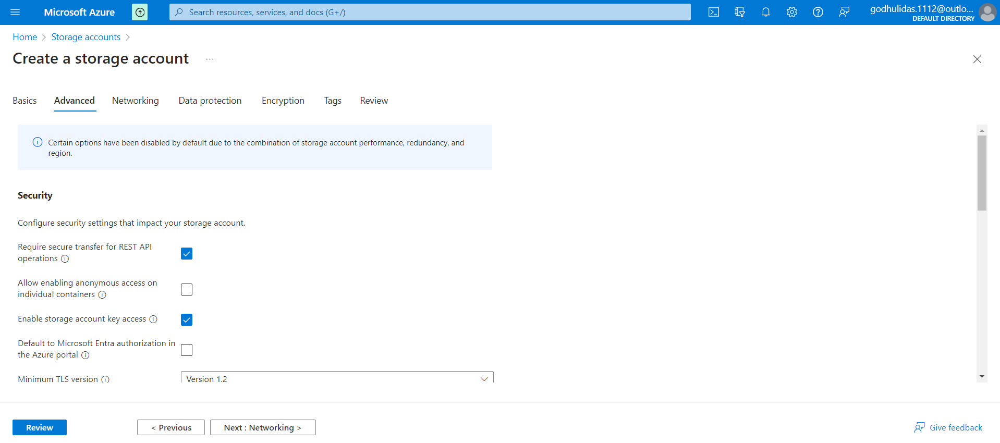 Microsoft Azure
Search resources, services, and docs (G+/)
godhulidas.1112@outlo...
DEFAULT DIRECTORY
Home > Storage accounts >
Create a storage account ...
Basics Advanced Networking Data protection Encryption Tags Review
Certain options have been disabled by default due to the combination of storage account performance, redundancy, and
region.
Security
Configure security settings that impact your storage account.
Require secure transfer for REST API
operations
Allow enabling anonymous access on
individual containers
Enable storage account key access
Default to Microsoft Entra authorization in
the Azure portal
Minimum TLS version Version 1.2
Review < Previous Next : Networking > Give feedback